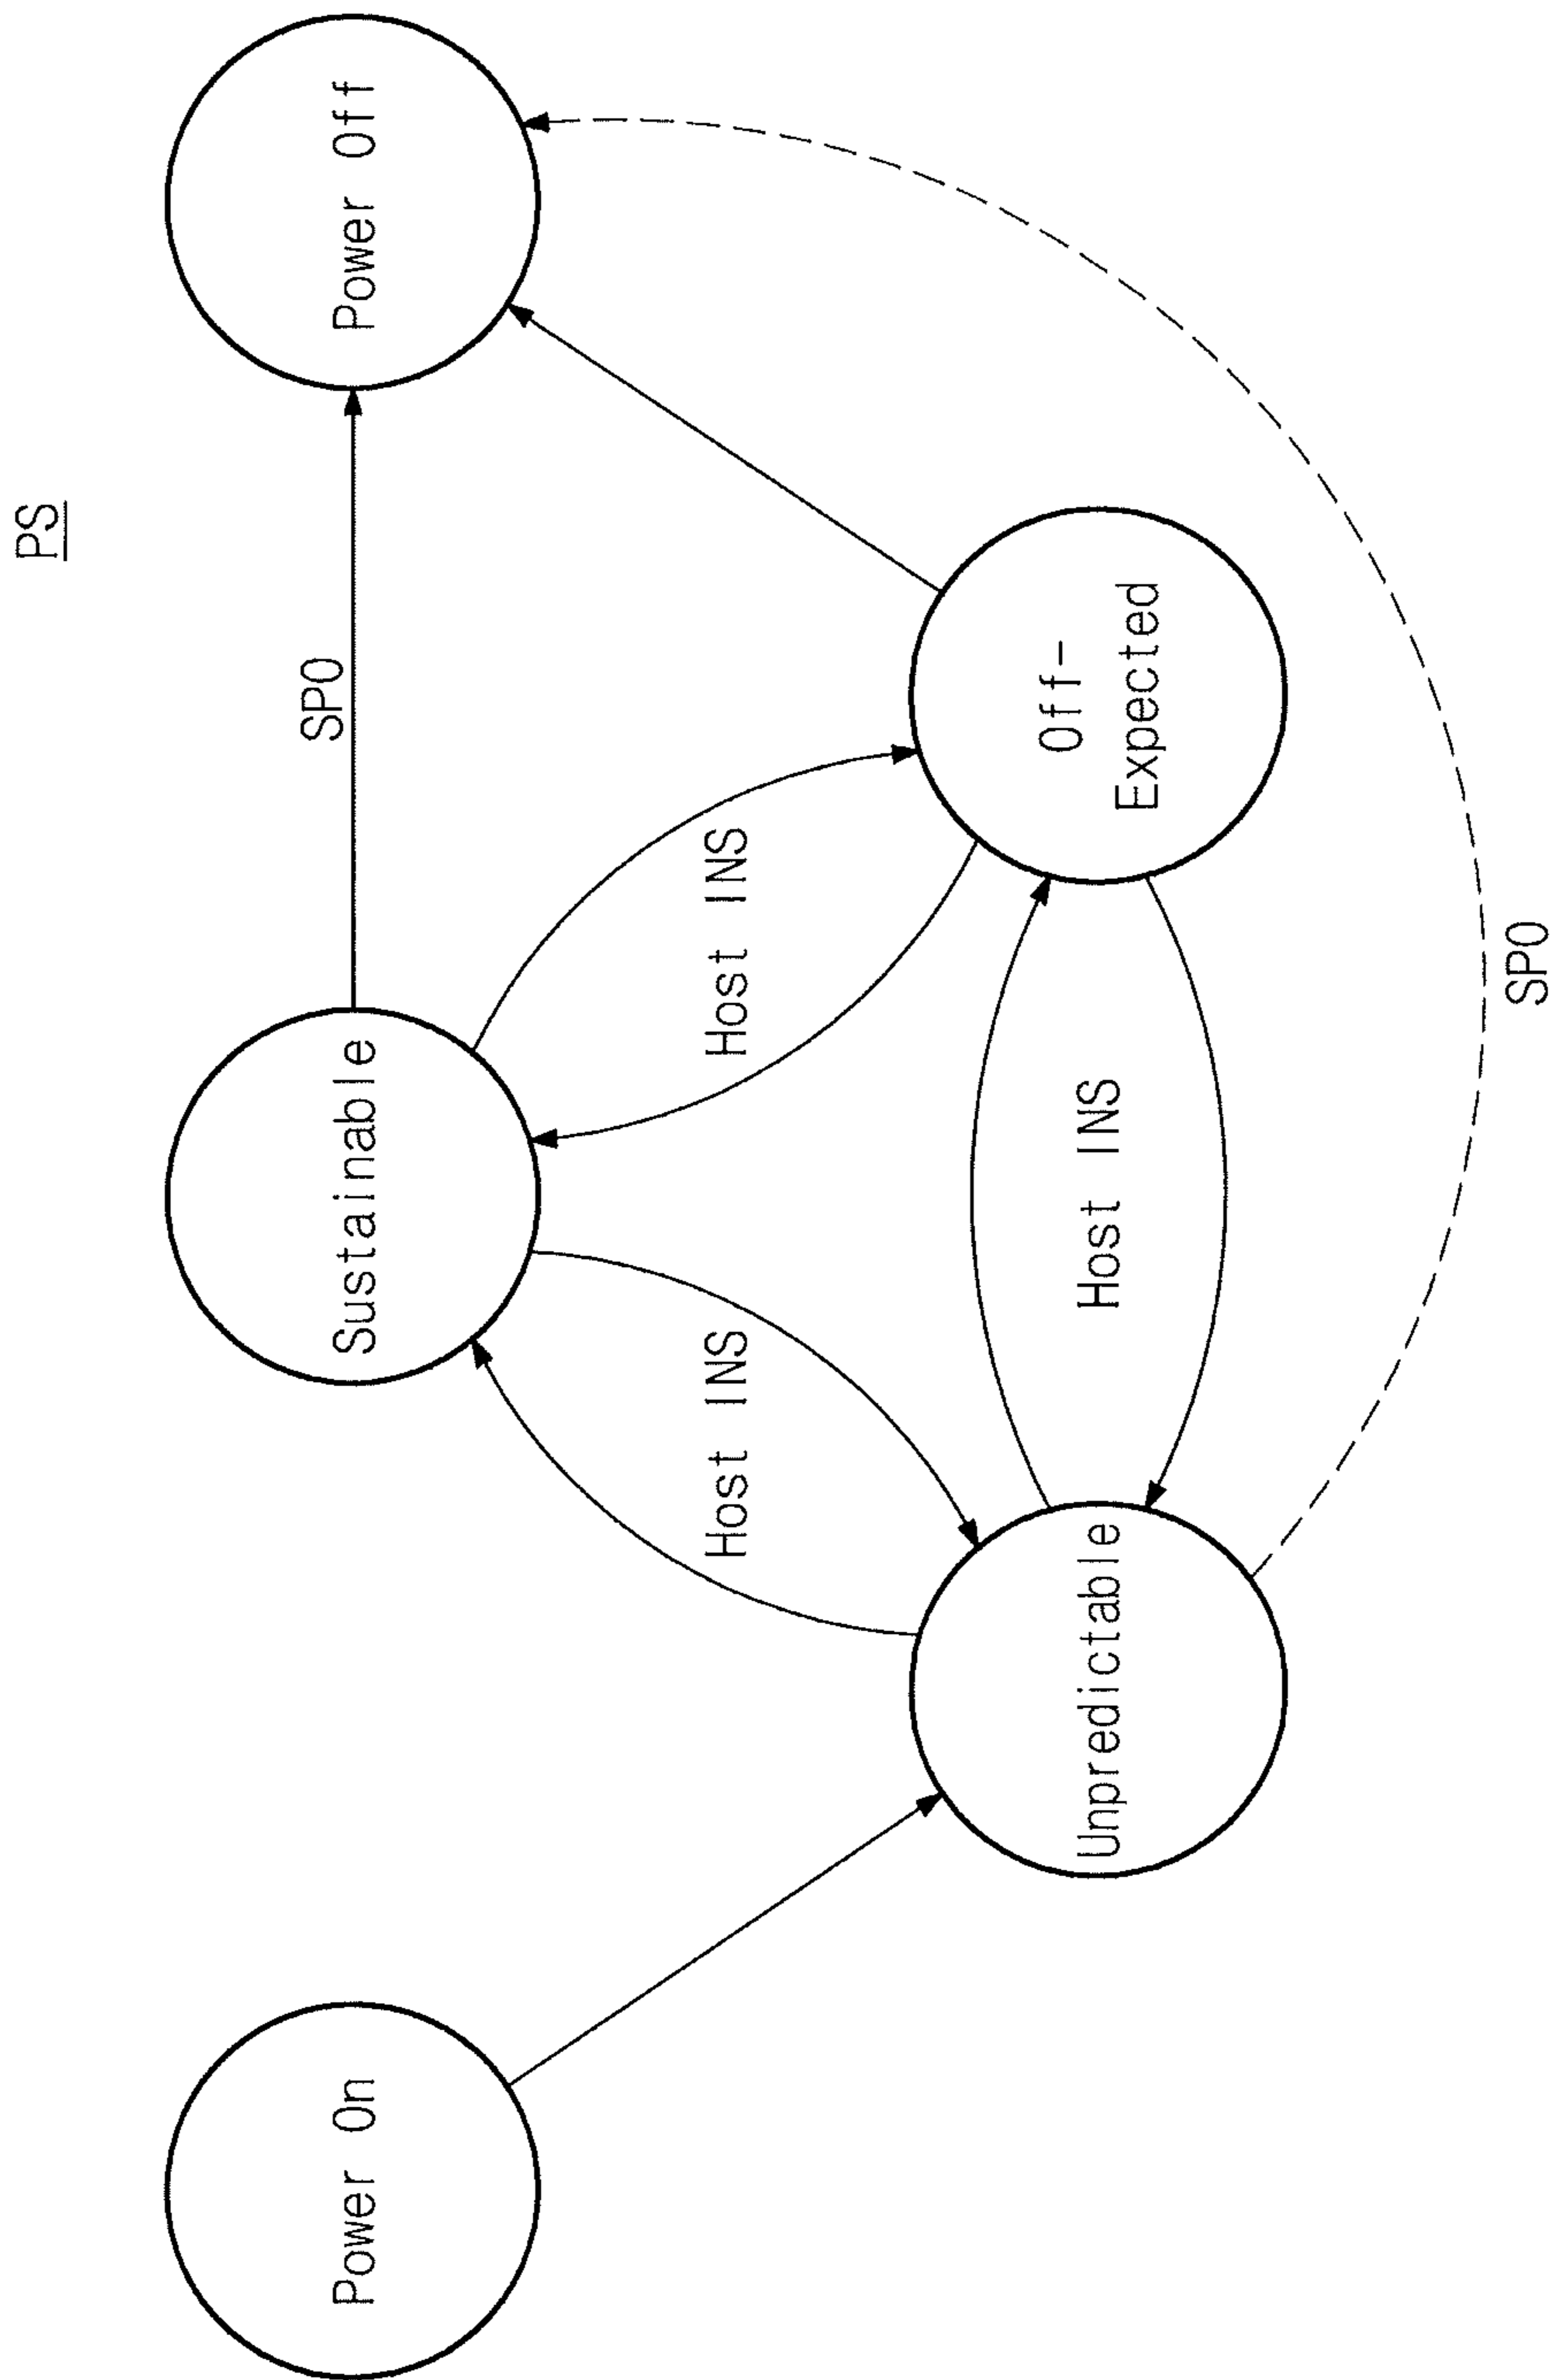 PS
Power On
Sustainable
SPO
Power Off
Host INS
Host INS
Unpredictable
Host INS
Off-
Expected
SPO